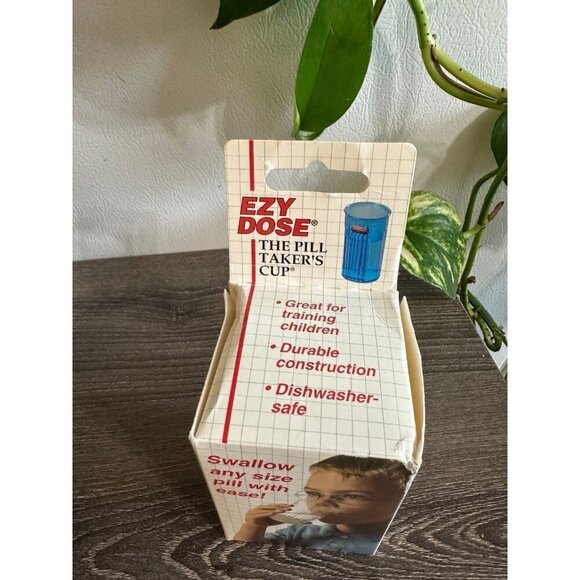 EZY
DOSE®
THE PILL
TAKER'S
CUP®
• Great for
training
children
• Durable
construction
• Dishwasher-
safe
Swallow
any size
pill with
ease!